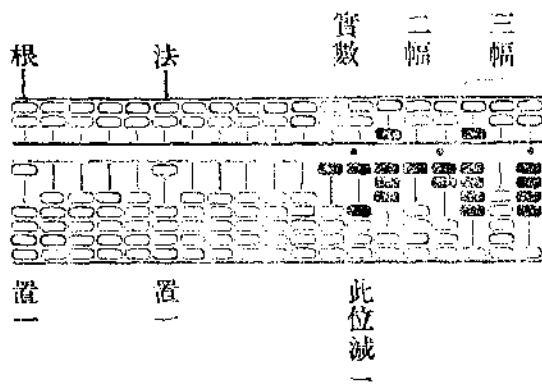 根
法
實數
二幅
三幅
置一
置一
此位減一